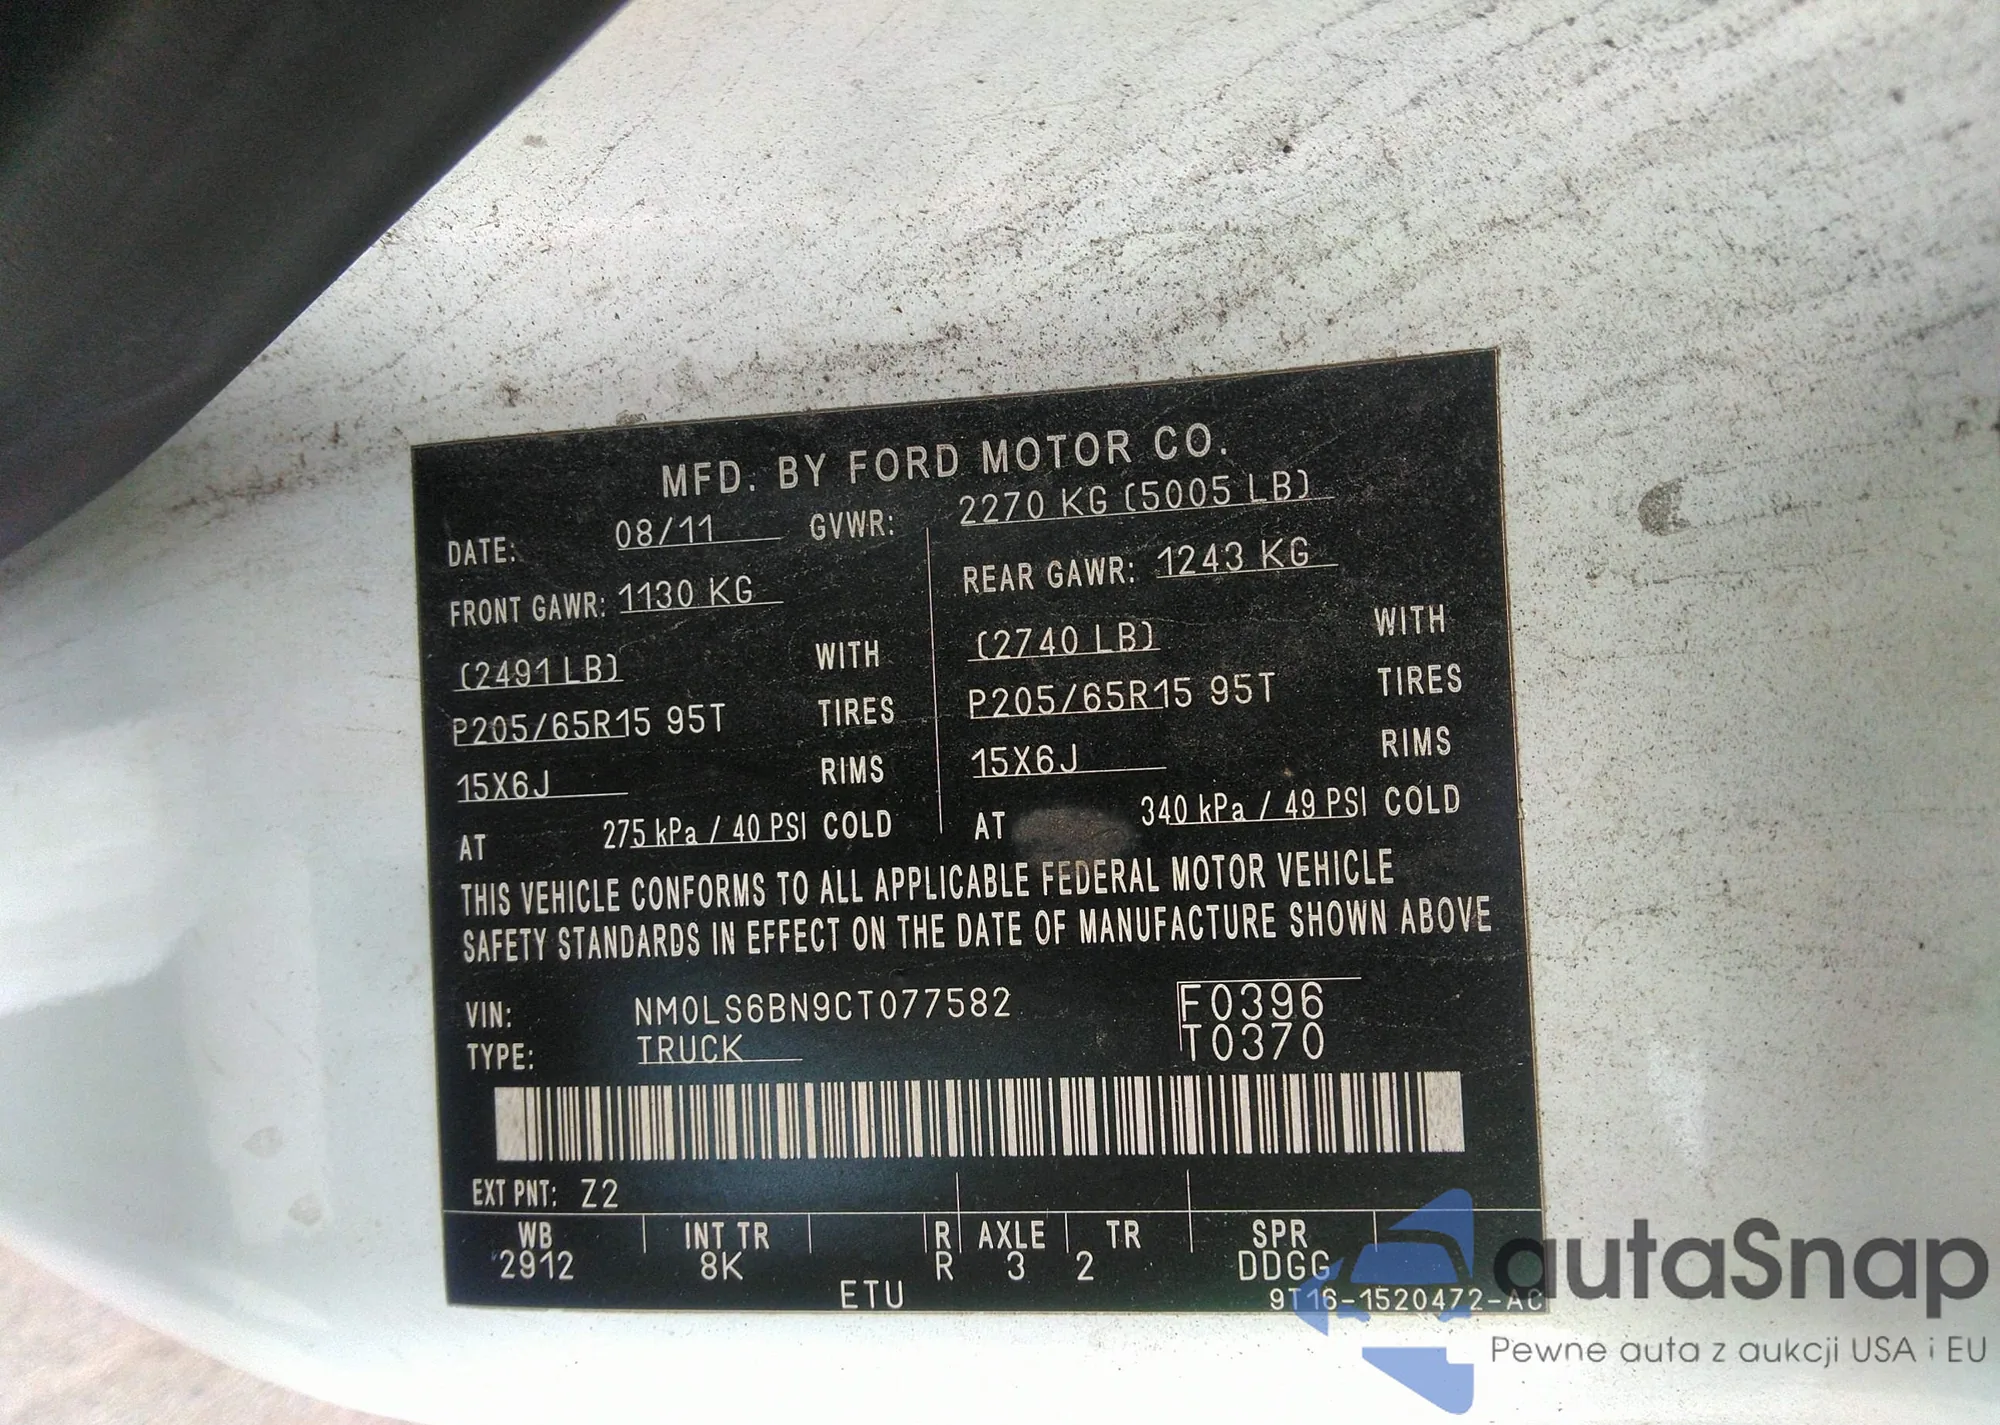 MFD. BY FORD MOTOR CO.
DATE: 08/11 GVWR: 2270 KG (5005 LB)
FRONT GAWR: 1130 KG REAR GAWR: 1243 KG
(2491 LB) WITH (2740 LB) WITH
P205/65R15 95T TIRES P205/65R15 95T TIRES
15X6J RIMS 15X6J RIMS
AT 275 kPa / 40 PSI COLD AT 340 kPa / 49 PSI COLD
THIS VEHICLE CONFORMS TO ALL APPLICABLE FEDERAL MOTOR VEHICLE
SAFETY STANDARDS IN EFFECT ON THE DATE OF MANUFACTURE SHOWN ABOVE
VIN: NM0LS6BN9CT077582 F0396
TYPE: TRUCK T0370
EXT PNT: Z2
WB INT TR R AXLE TR SPR
2912 8K R 3 2 DDGG
ETU 9T16-1520472-AC
autaSnap
Pewne auta z aukcji USA i EU